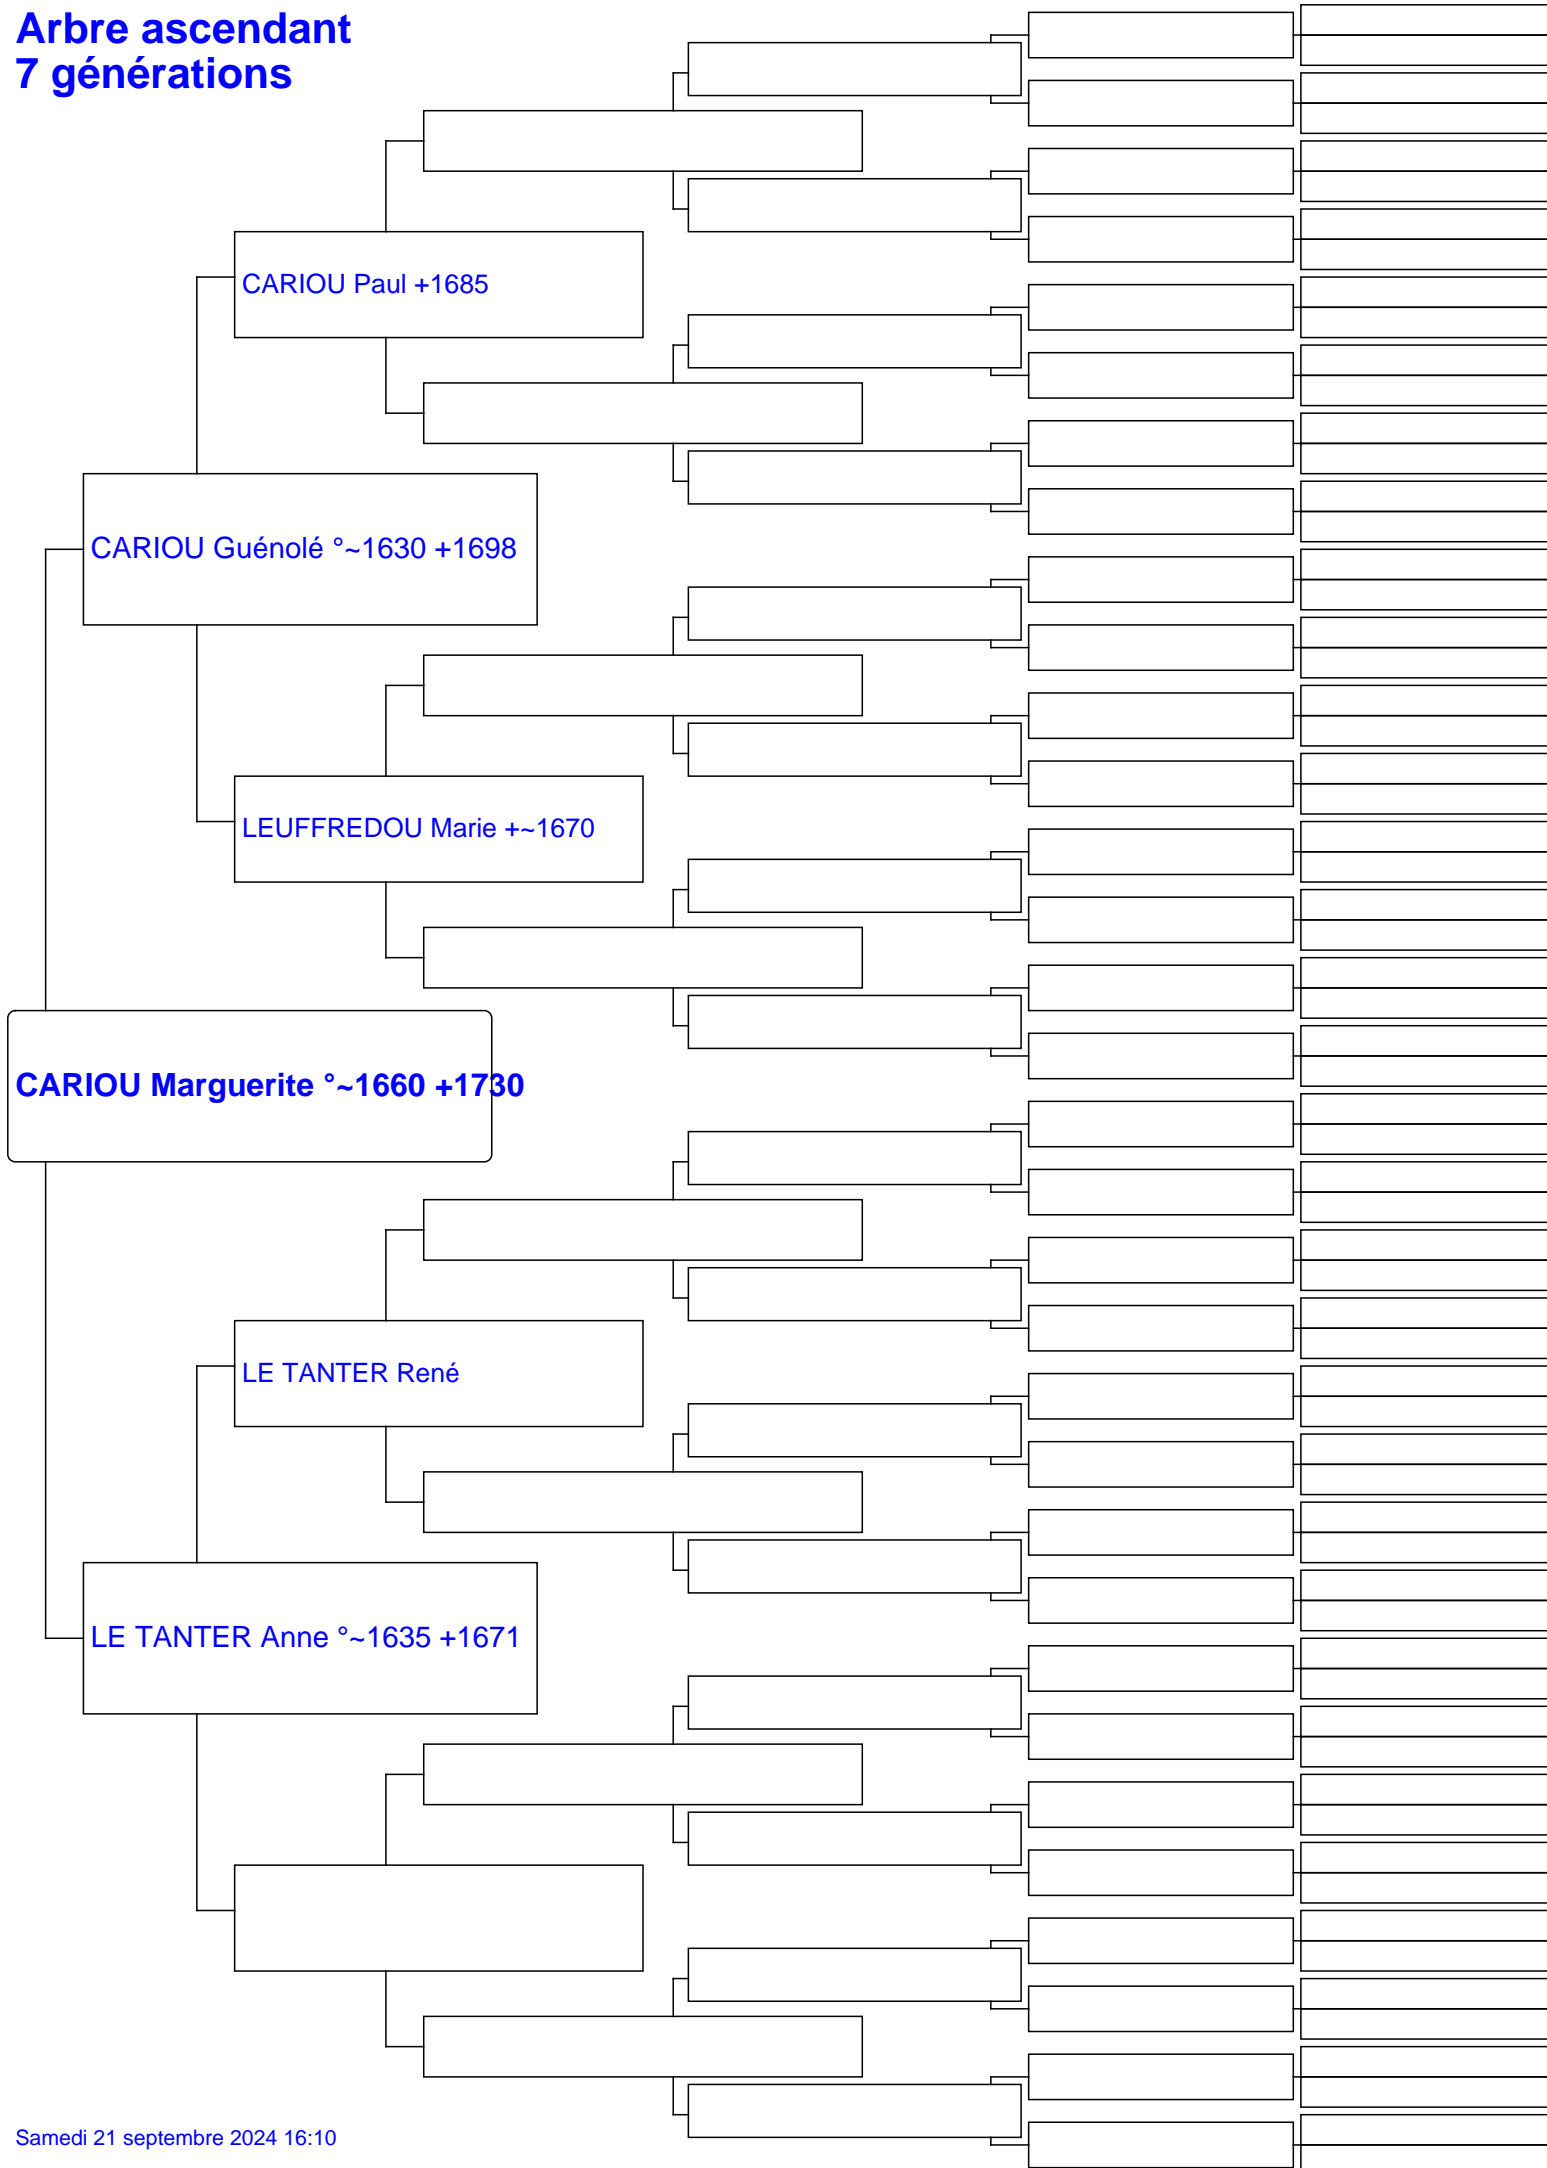 Arbre ascendant
7 générations
CARIOU Paul +1685
CARIOU Guénolé °~1630 +1698
LEUFFREDOU Marie +~1670
CARIOU Marguerite °~1660 +1730
LE TANTER René
LE TANTER Anne °~1635 +1671
Samedi 21 septembre 2024 16:10